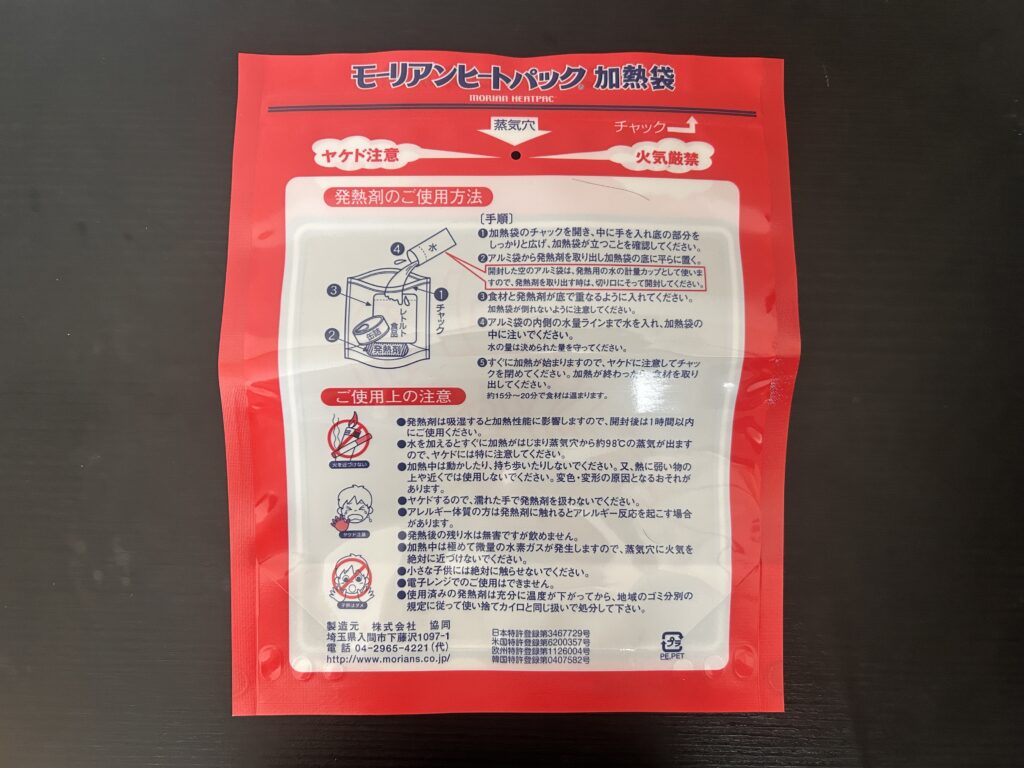 モーリアンヒートパック® 加熱袋
MORIAN HEATPAC
蒸気穴
チャック
ヤケド注意
火気厳禁
発熱剤のご使用方法
〔手順〕
❶加熱袋のチャックを開き、中に手を入れ底の部分を
しっかりと広げ、加熱袋が立つことを確認してください。
❷アルミ袋から発熱剤を取り出し加熱袋の底に平らに置く。
開封した空のアルミ袋は、発熱用の水の計量カップとして使いま
すので、発熱剤を取り出す時は、切り口にそって開封してください。
❸食材と発熱剤が底で重なるように入れてください。
加熱袋が倒れないように注意してください。
❹アルミ袋の内側の水量ラインまで水を入れ、加熱袋の
中に注いでください。
水の量は決められた量を守ってください。
❺すぐに加熱が始まりますので、ヤケドに注意してチャッ
クを閉めてください。加熱が終わったら、食材を取り
出してください。
約15分〜20分で食材は温まります。
❹
水
❸
❶
チャック
レトルト
食品
缶詰
❷
発熱剤
ご使用上の注意
火を近づけない
ヤケド注意
子供はダメ
●発熱剤は吸湿すると加熱性能に影響しますので、開封後は1時間以内
にご使用ください。
●水を加えるとすぐに加熱がはじまり蒸気穴から約98℃の蒸気が出ます
ので、ヤケドには特に注意してください。
●加熱中は動かしたり、持ち歩いたりしないでください。又、熱に弱い物の
上や近くでは使用しないでください。変色・変形の原因となるおそれが
あります。
●ヤケドするので、濡れた手で発熱剤を扱わないでください。
●アレルギー体質の方は発熱剤に触れるとアレルギー反応を起こす場合
があります。
●発熱後の残り水は無害ですが飲めません。
●加熱中は極めて微量の水素ガスが発生しますので、蒸気穴に火気を
絶対に近づけないでください。
●小さな子供には絶対に触らせないでください。
●電子レンジでのご使用はできません。
●使用済みの発熱剤は充分に温度が下がってから、地域のゴミ分別の
規定に従って使い捨てカイロと同じ扱いで処分して下さい。
製造元 株式会社 協同
埼玉県入間市下藤沢1097-1
電話 04-2965-4221(代)
http://www.morians.co.jp/
日本特許登録第3467729号
米国特許登録第6200357号
欧州特許登録第1126004号
韓国特許登録第0407582号
プラ
PE,PET